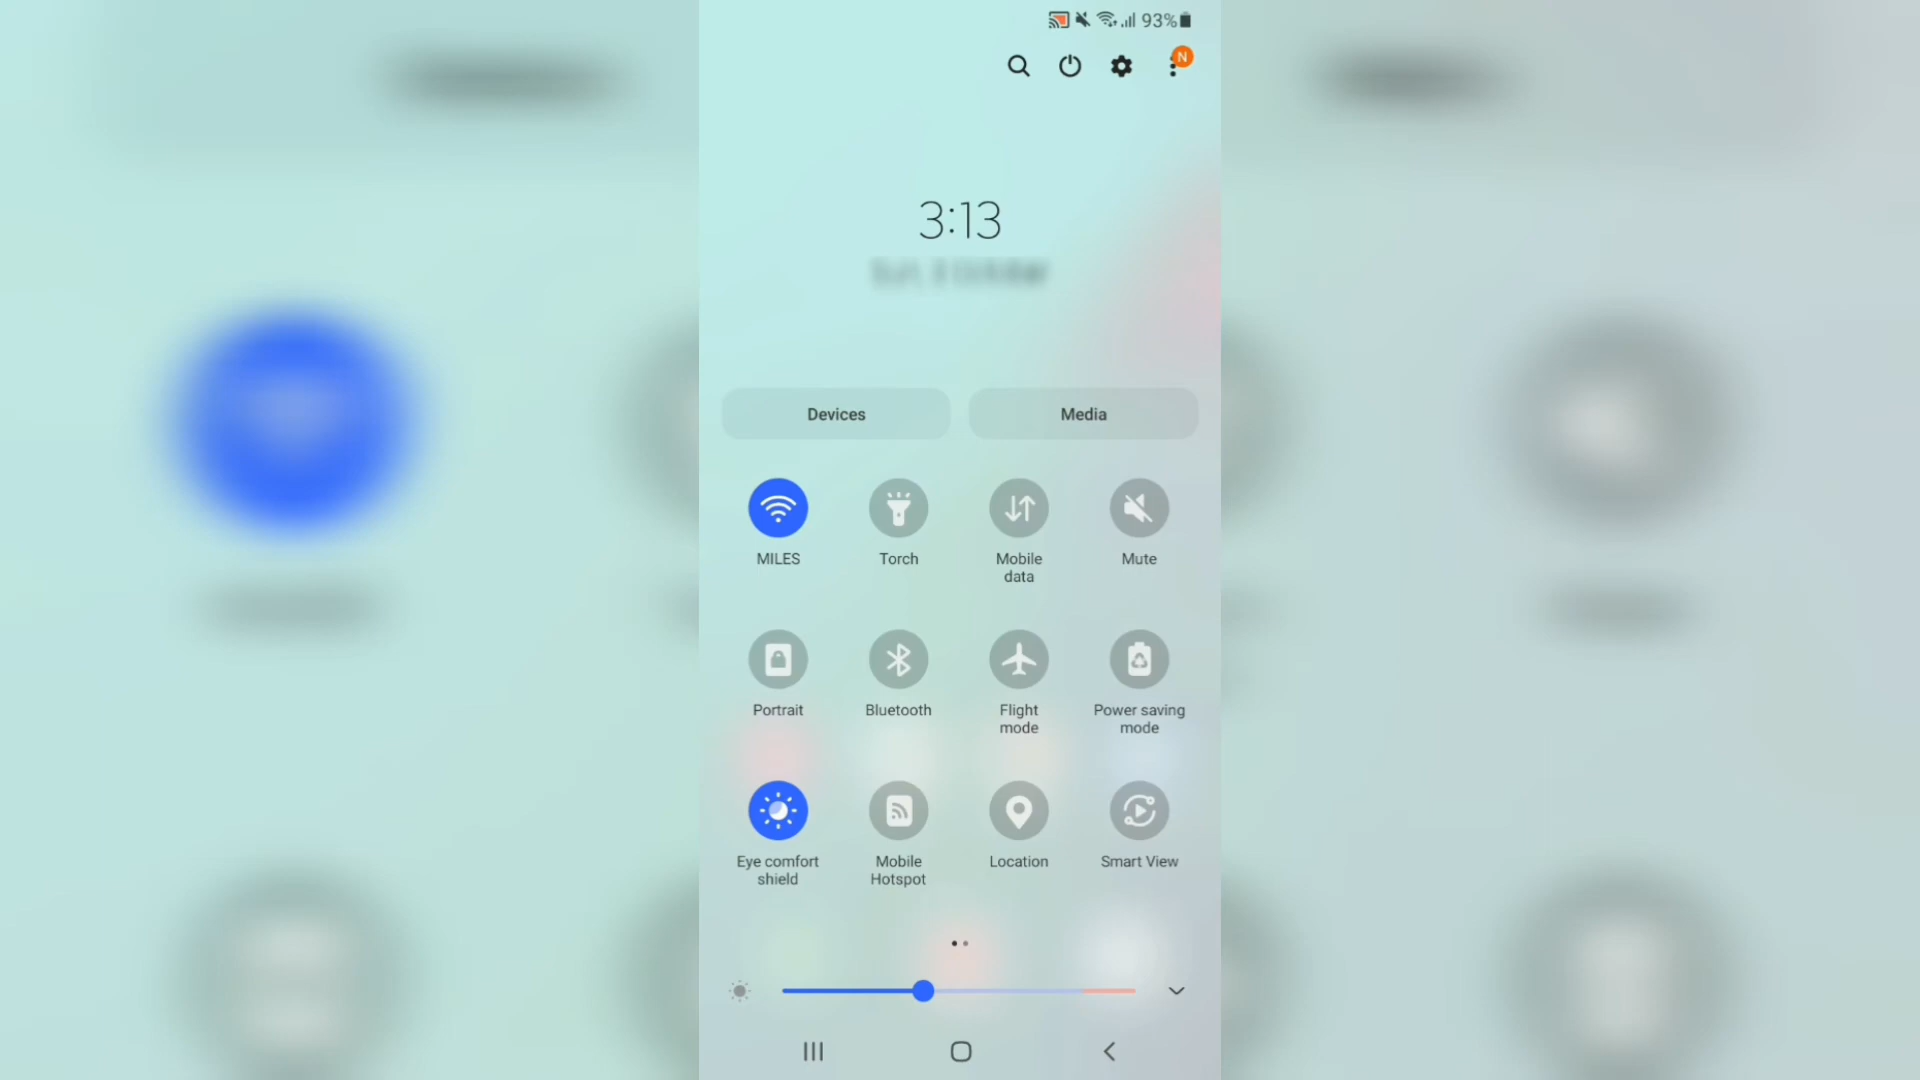 93%
N
3:13
Devices
Media
MILES
Torch
Mobile
data
Mute
Portrait
Bluetooth
Flight
mode
Power saving
mode
Eye comfort
shield
Mobile
Hotspot
Location
Smart View